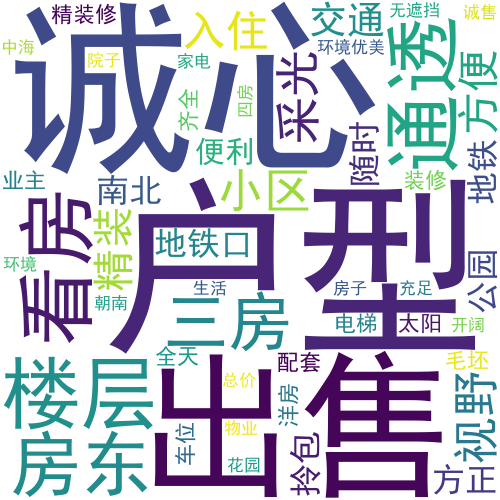 精装修
入住
交通
无遮挡
诚售
中海
诚心
环境优美
院子
家电
通透
采光
方便
齐全
四房
便利
随时
地铁
业主
南北
小区
装修
看房
精装
户型
地铁口
公园
环境
朝南
三房
生活
房子
充足
电梯
太阳
开阔
楼层
全天
出售
配套
毛坯
视野
总价
洋房
房东
车位
物业
拎包
花园
方正